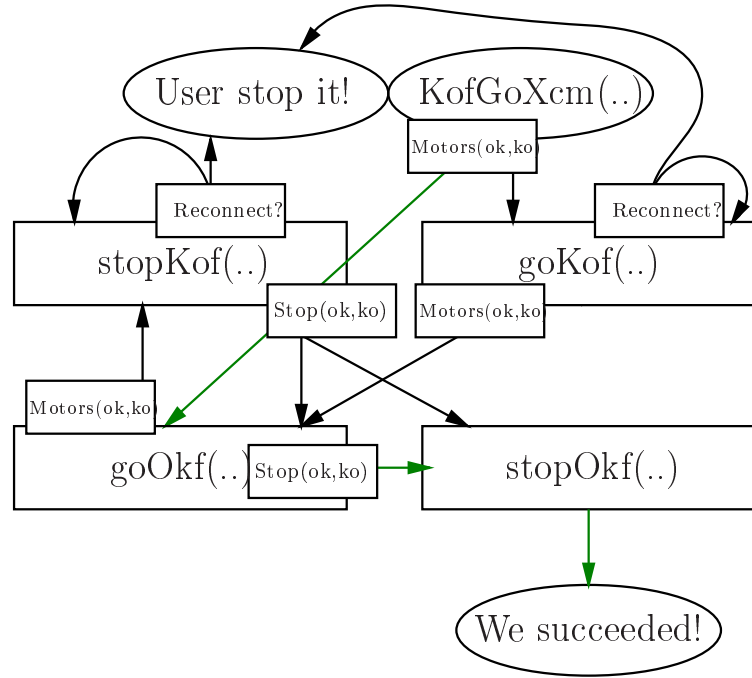 User stop it!
KofGoXcm(..)
Motors(ok,ko)
Reconnect?
Reconnect?
stopKof(..)
goKof(..)
Stop(ok,ko)
Motors(ok,ko)
Motors(ok,ko)
goOkf(..)
Stop(ok,ko)
stopOkf(..)
We succeeded!